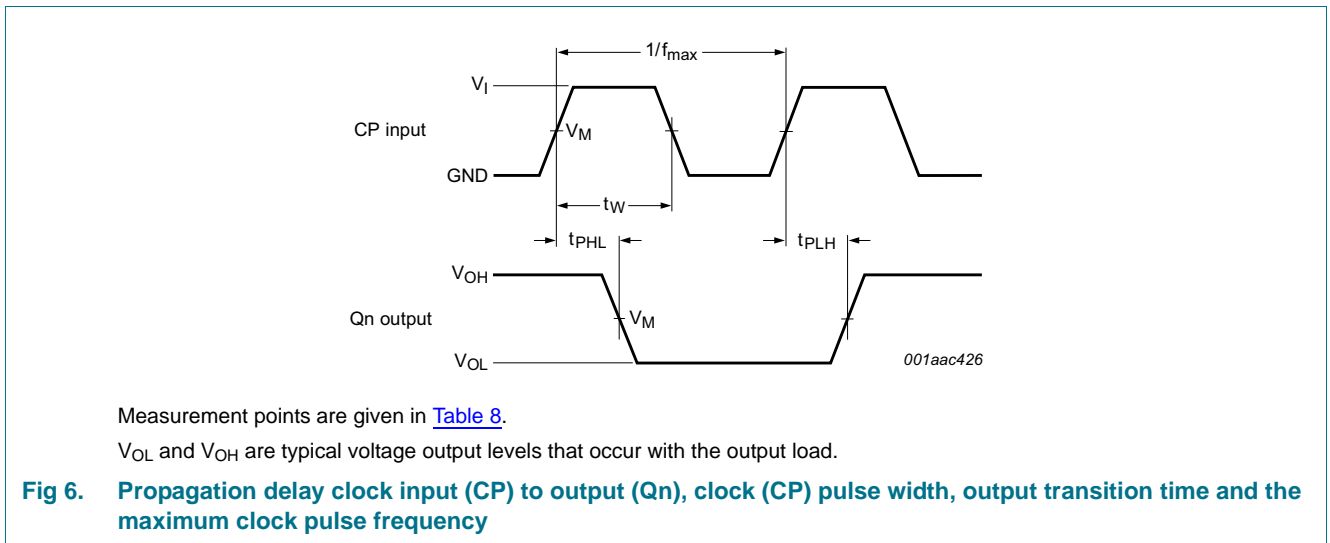 1/fmax
VI
CP input
VM
GND
tW
tPHL
tPLH
VOH
Qn output
VM
VOL
001aac426
Measurement points are given in Table 8.
VOL and VOH are typical voltage output levels that occur with the output load.
Fig 6. Propagation delay clock input (CP) to output (Qn), clock (CP) pulse width, output transition time and the
maximum clock pulse frequency